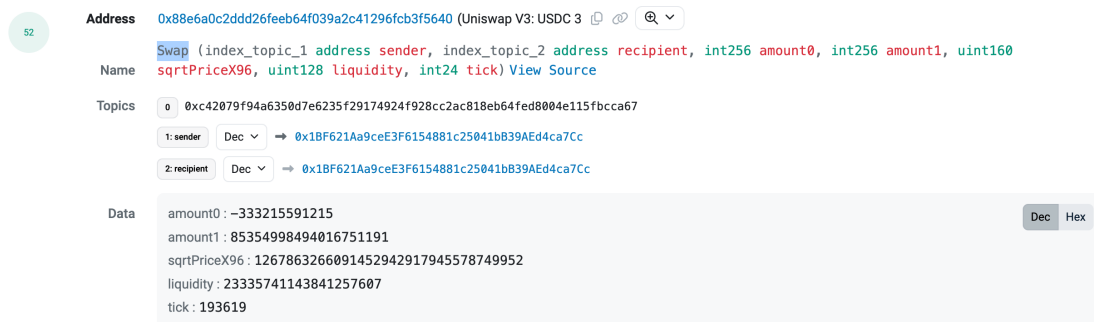 52
Address 0x88e6a0c2ddd26feeb64f039a2c41296fcb3f5640 (Uniswap V3: USDC 3
Name Swap (index_topic_1 address sender, index_topic_2 address recipient, int256 amount0, int256 amount1, uint160
sqrtPriceX96, uint128 liquidity, int24 tick) View Source
Topics 0 0xc42079f94a6350d7e6235f29174924f928cc2ac818eb64fed8004e115fbcca67
1: sender Dec → 0x1BF621Aa9ceE3F6154881c25041bB39AEd4ca7Cc
2: recipient Dec → 0x1BF621Aa9ceE3F6154881c25041bB39AEd4ca7Cc
Data amount0 : -333215591215 Dec Hex
amount1 : 85354998494016751191
sqrtPriceX96 : 1267863266091452942917945578749952
liquidity : 23335741143841257607
tick : 193619